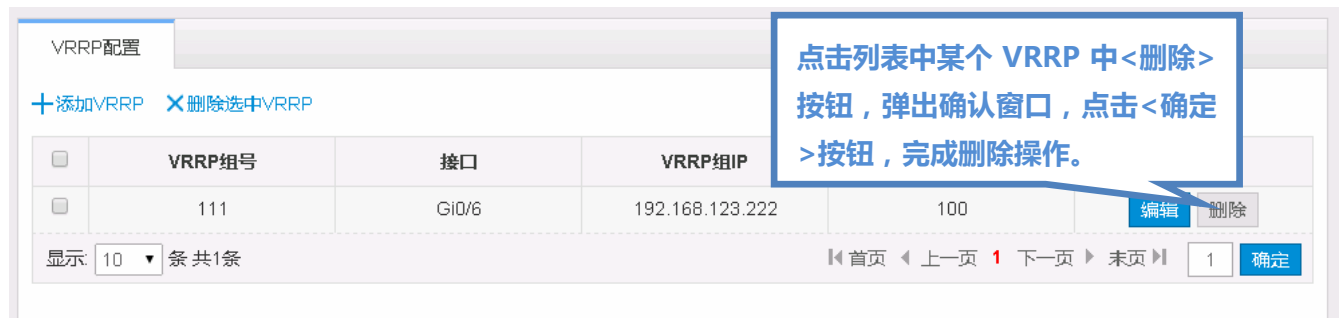 VRRP配置
点击列表中某个 VRRP 中<删除>
按钮，弹出确认窗口，点击<确定
>按钮，完成删除操作。
添加VRRP 删除选中VRRP
VRRP组号 接口 VRRP组IP
111 Gi0/6 192.168.123.222 100 编辑 删除
显示: 10 条 共1条 首页 上一页 1 下一页 末页 1 确定